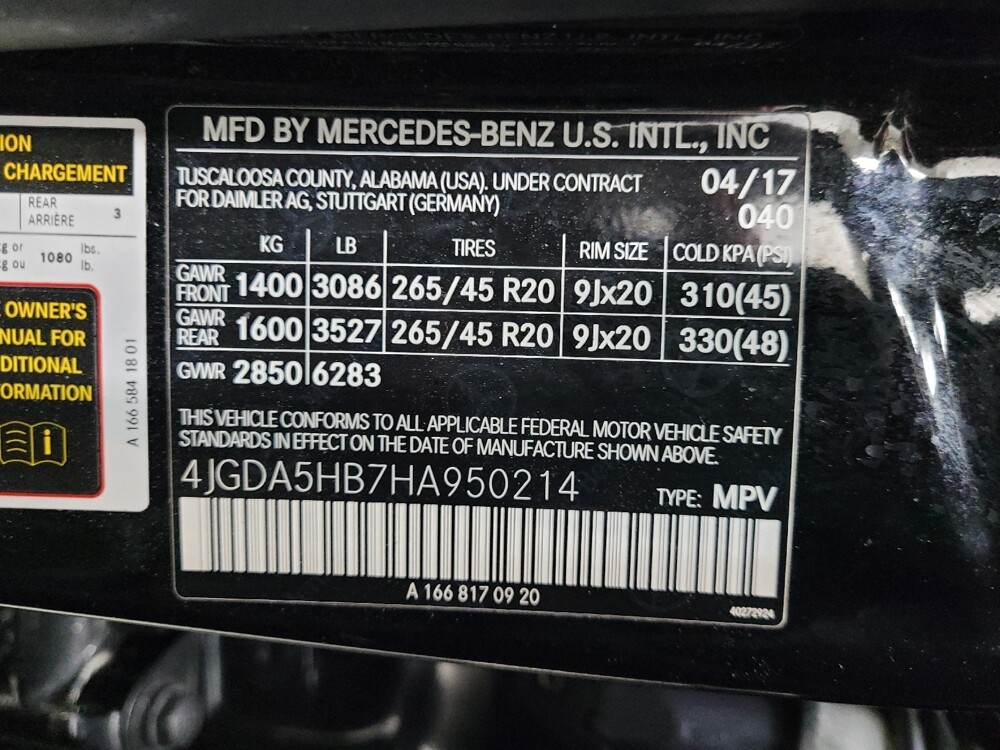 ION
CHARGEMENT
REAR
ARRIÈRE
3
kg or
kg ou
1080
lbs.
lb.
OWNER'S
NUAL FOR
DITIONAL
ORMATION
i
A 166 584 18 01
MFD BY MERCEDES-BENZ U.S. INTL., INC
TUSCALOOSA COUNTY, ALABAMA (USA). UNDER CONTRACT
FOR DAIMLER AG, STUTTGART (GERMANY)
04/17
040
KG LB TIRES RIM SIZE COLD KPA (PSI)
GAWR FRONT 1400 3086 265/45 R20 9Jx20 310(45)
GAWR REAR 1600 3527 265/45 R20 9Jx20 330(48)
GVWR 2850 6283
THIS VEHICLE CONFORMS TO ALL APPLICABLE FEDERAL MOTOR VEHICLE SAFETY
STANDARDS IN EFFECT ON THE DATE OF MANUFACTURE SHOWN ABOVE.
4JGDA5HB7HA950214
TYPE: MPV
A 166 817 09 20
40272924